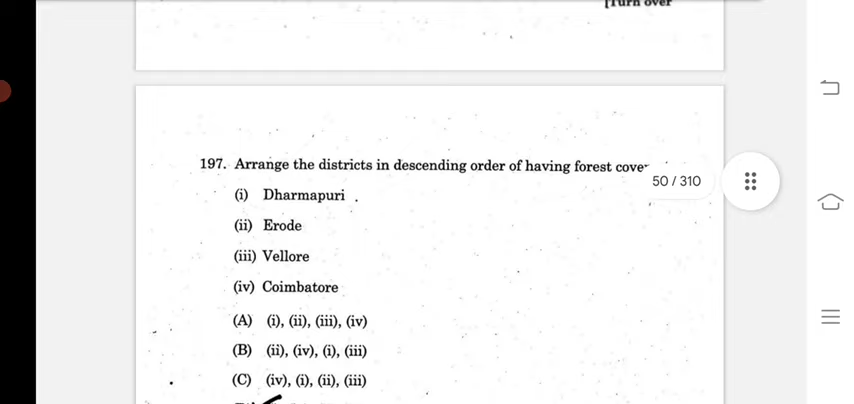 [Turn over
197. Arrange the districts in descending order of having forest cover
50 / 310
(i) Dharmapuri
(ii) Erode
(iii) Vellore
(iv) Coimbatore
(A) (i), (ii), (iii), (iv)
(B) (ii), (iv), (i), (iii)
(C) (iv), (i), (ii), (iii)